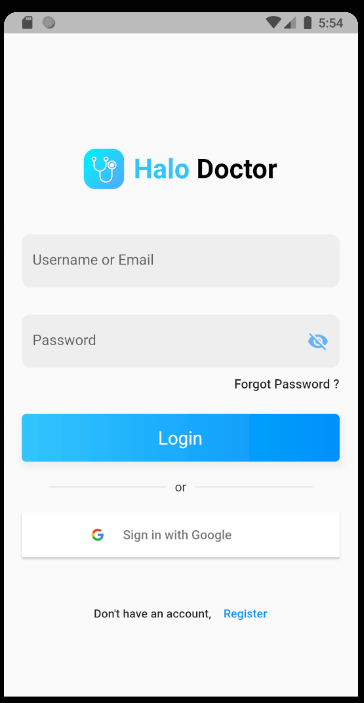 5:54
Halo Doctor
Username or Email
Password
Forgot Password ?
Login
or
Sign in with Google
Don't have an account, Register